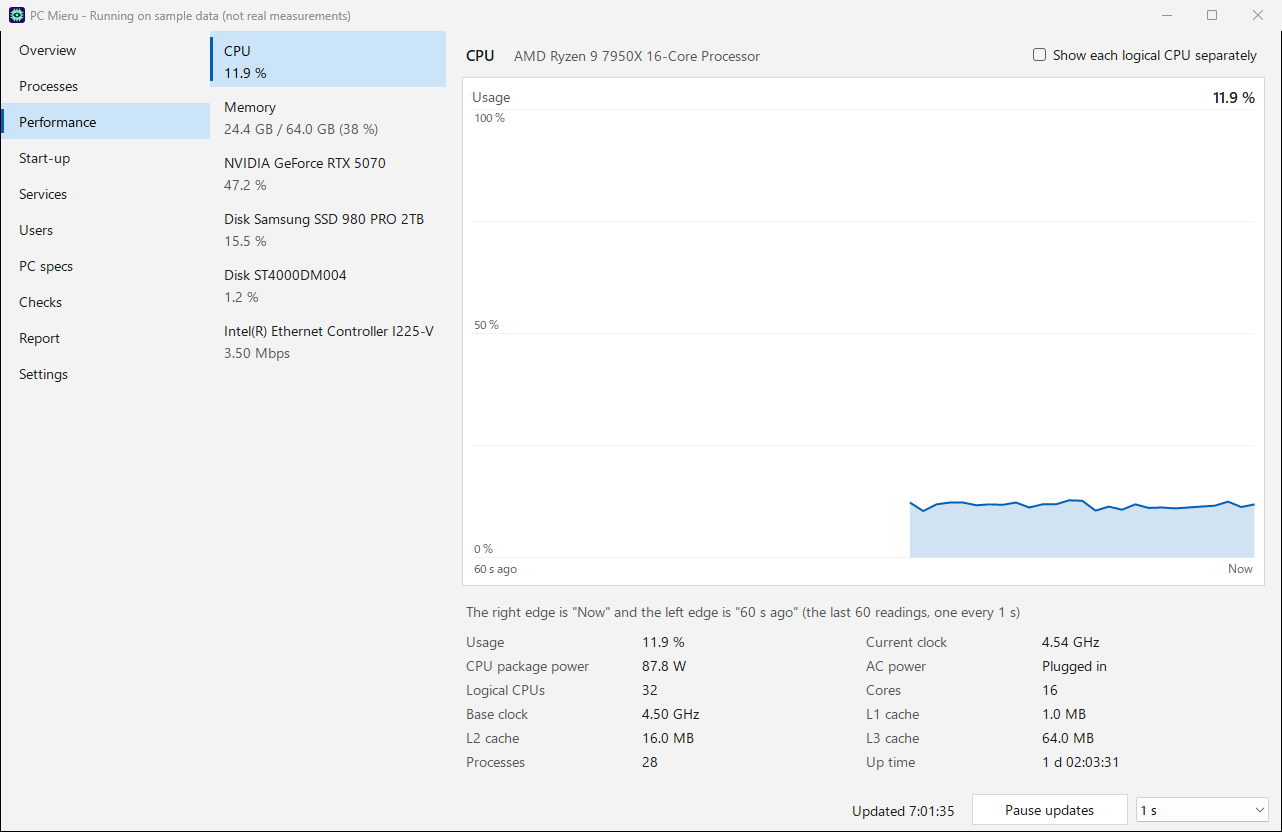 PC Mieru - Running on sample data (not real measurements)
Overview
Processes
Performance
Start-up
Services
Users
PC specs
Checks
Report
Settings
CPU
11.9 %
Memory
24.4 GB / 64.0 GB (38 %)
NVIDIA GeForce RTX 5070
47.2 %
Disk Samsung SSD 980 PRO 2TB
15.5 %
Disk ST4000DM004
1.2 %
Intel(R) Ethernet Controller I225-V
3.50 Mbps
CPU AMD Ryzen 9 7950X 16-Core Processor
Show each logical CPU separately
Usage 11.9 %
100 %
50 %
0 %
60 s ago Now
The right edge is "Now" and the left edge is "60 s ago" (the last 60 readings, one every 1 s)
Usage 11.9 % Current clock 4.54 GHz
CPU package power 87.8 W AC power Plugged in
Logical CPUs 32 Cores 16
Base clock 4.50 GHz L1 cache 1.0 MB
L2 cache 16.0 MB L3 cache 64.0 MB
Processes 28 Up time 1 d 02:03:31
Updated 7:01:35 Pause updates 1 s